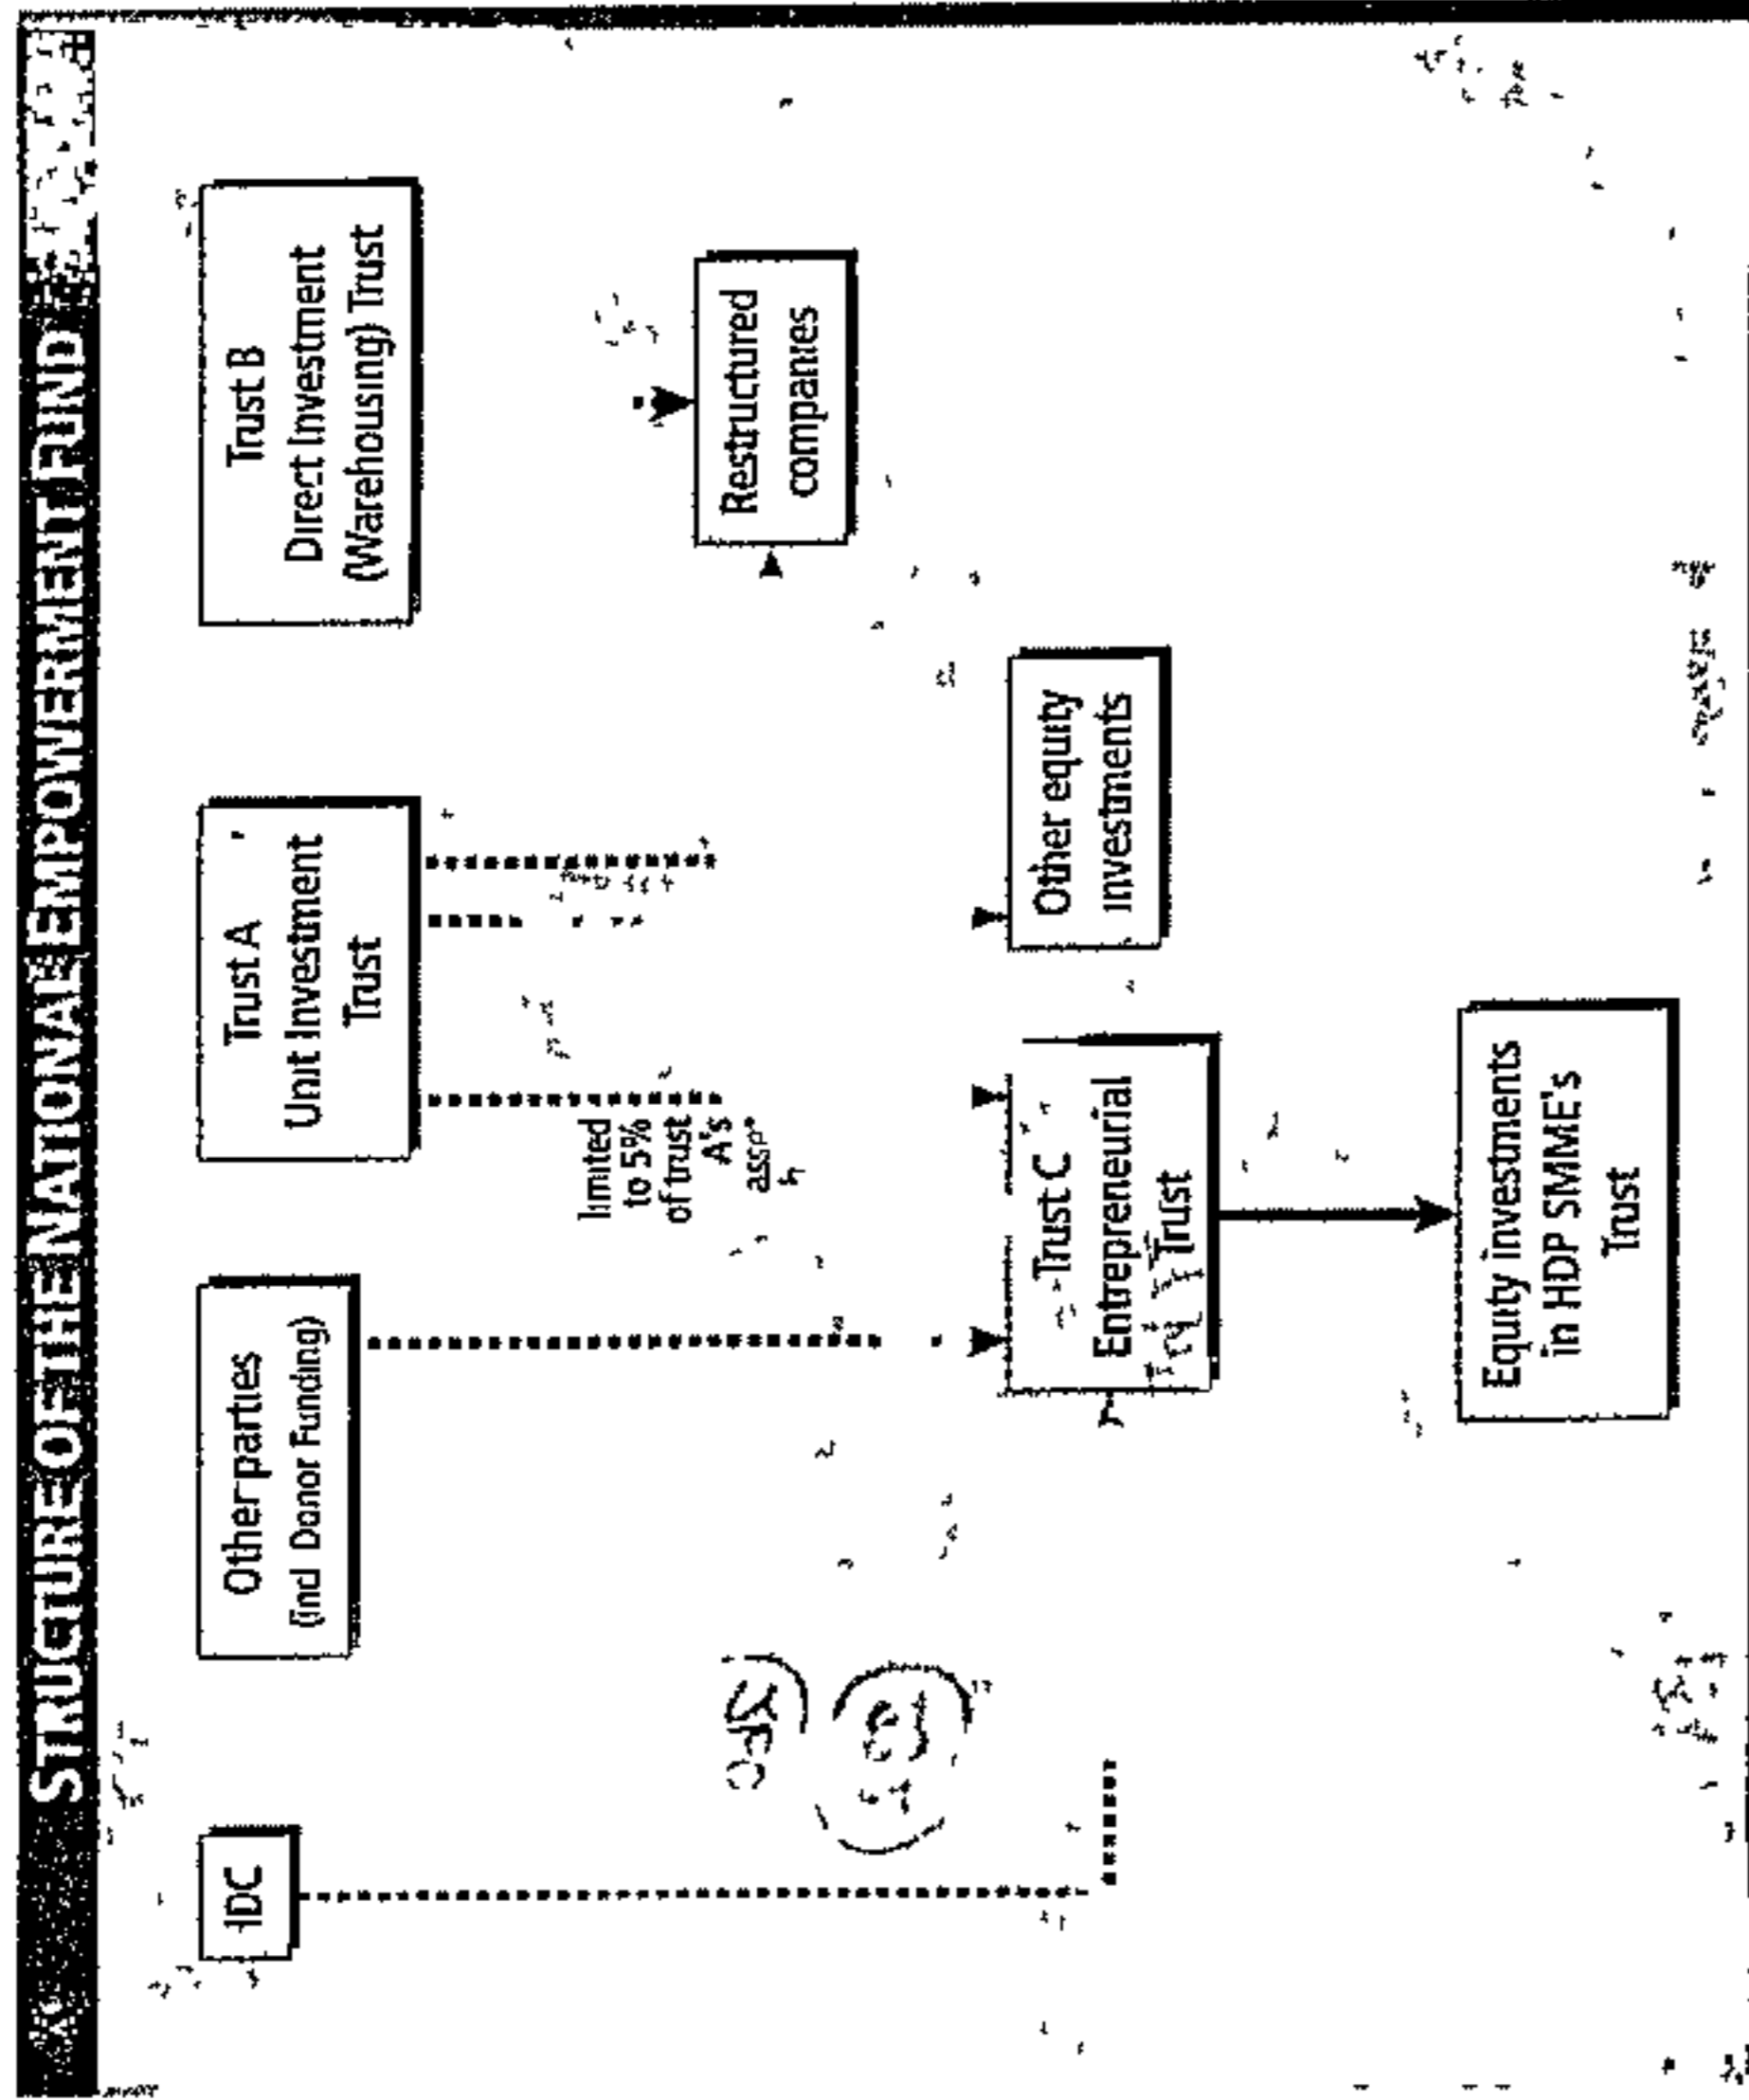 STRUCTURE OF THE NATIONAL EMPOWERMENT FUND
IDC
Other parties
(incl Donor Funding)
Trust A
Unit Investment
Trust
Trust B
Direct Investment
(Warehousing) Trust
limited
to 5%
of trust
A's
Restructured
companies
Trust C
Entrepreneurial
Trust
Other equity
investments
Equity investments
in HDP SMME's
Trust